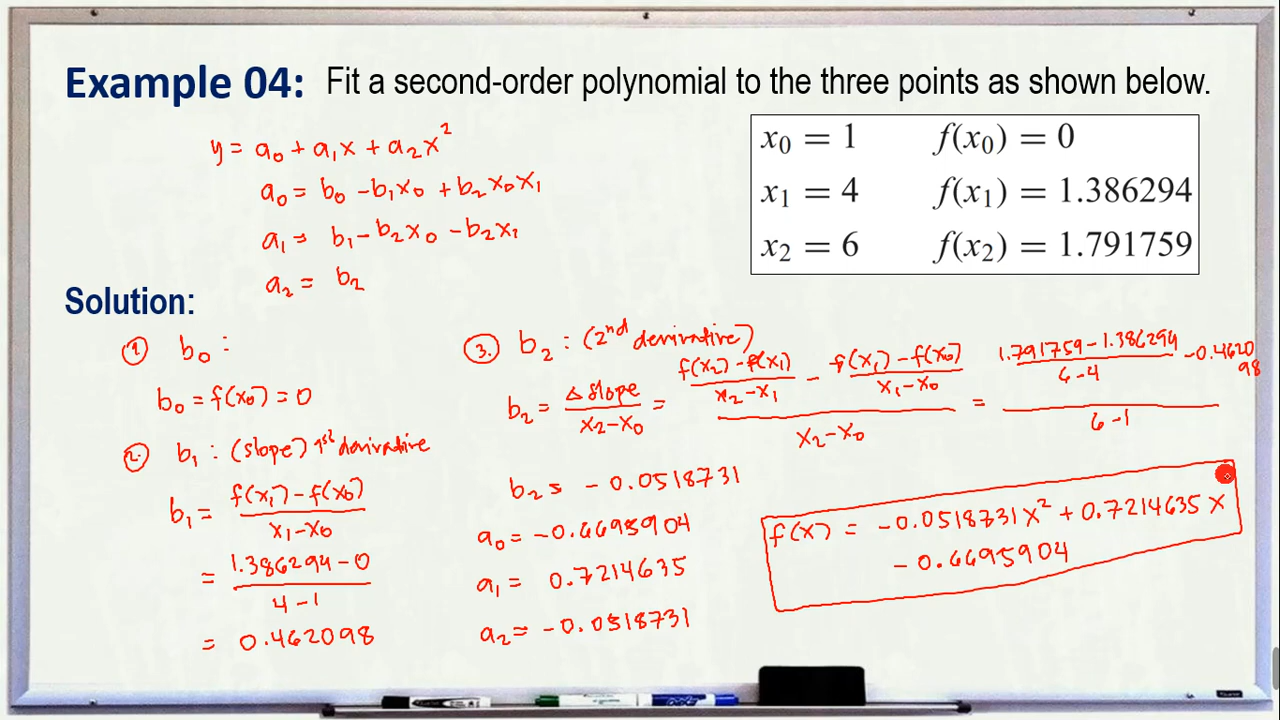 Example 04: Fit a second-order polynomial to the three points as shown below.
x₀ = 1 f(x₀) = 0
x₁ = 4 f(x₁) = 1.386294
x₂ = 6 f(x₂) = 1.791759
y = a₀ + a₁x + a₂x²
a₀ = b₀ - b₁x₀ + b₂x₀x₁
a₁ = b₁ - b₂x₀ - b₂x₁
a₂ = b₂
Solution:
1. b₀ :
b₀ = f(x₀) = 0
2. b₁ : (slope) 1st derivative
b₁ = (f(x₁) - f(x₀)) / (x₁ - x₀)
= (1.386294 - 0) / (4 - 1)
= 0.462098
3. b₂ : (2nd derivative)
b₂ = Δ slope / (x₂ - x₀) = ((f(x₂) - f(x₁)) / (x₂ - x₁) - (f(x₁) - f(x₀)) / (x₁ - x₀)) / (x₂ - x₀) = ((1.791759 - 1.386294) / (6 - 4) - 0.462098) / (6 - 1)
b₂ = -0.0518731
a₀ = -0.6695904
a₁ = 0.7214635
a₂ = -0.0518731
f(x) = -0.0518731x² + 0.7214635x
- 0.6695904